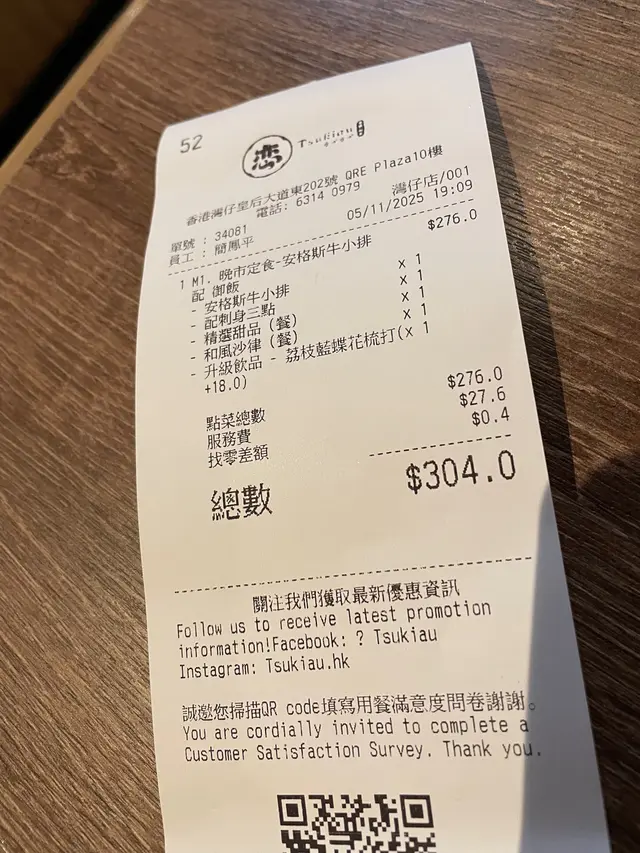 52
戀 Tsukiau
香港灣仔皇后大道東202號 QRE Plaza10樓
電話: 6314 0979
單號 : 34081 灣仔店/001
員工 : 簡鳳平 05/11/2025 19:09
1 M1. 晚市定食-安格斯牛小排 $276.0
配 御飯
- 安格斯牛小排 x 1
- 配刺身三點 x 1
- 精選甜品 (餐) x 1
- 和風沙律 (餐) x 1
- 升級飲品 - 荔枝藍蝶花梳打( x 1
+18.0)
點菜總數 $276.0
服務費 $27.6
找零差額 $0.4
總數 $304.0
關注我們獲取最新優惠資訊
Follow us to receive latest promotion
information!Facebook: ? Tsukiau
Instagram: Tsukiau.hk
誠邀您掃描QR code填寫用餐滿意度問卷謝謝。
You are cordially invited to complete a
Customer Satisfaction Survey. Thank you.